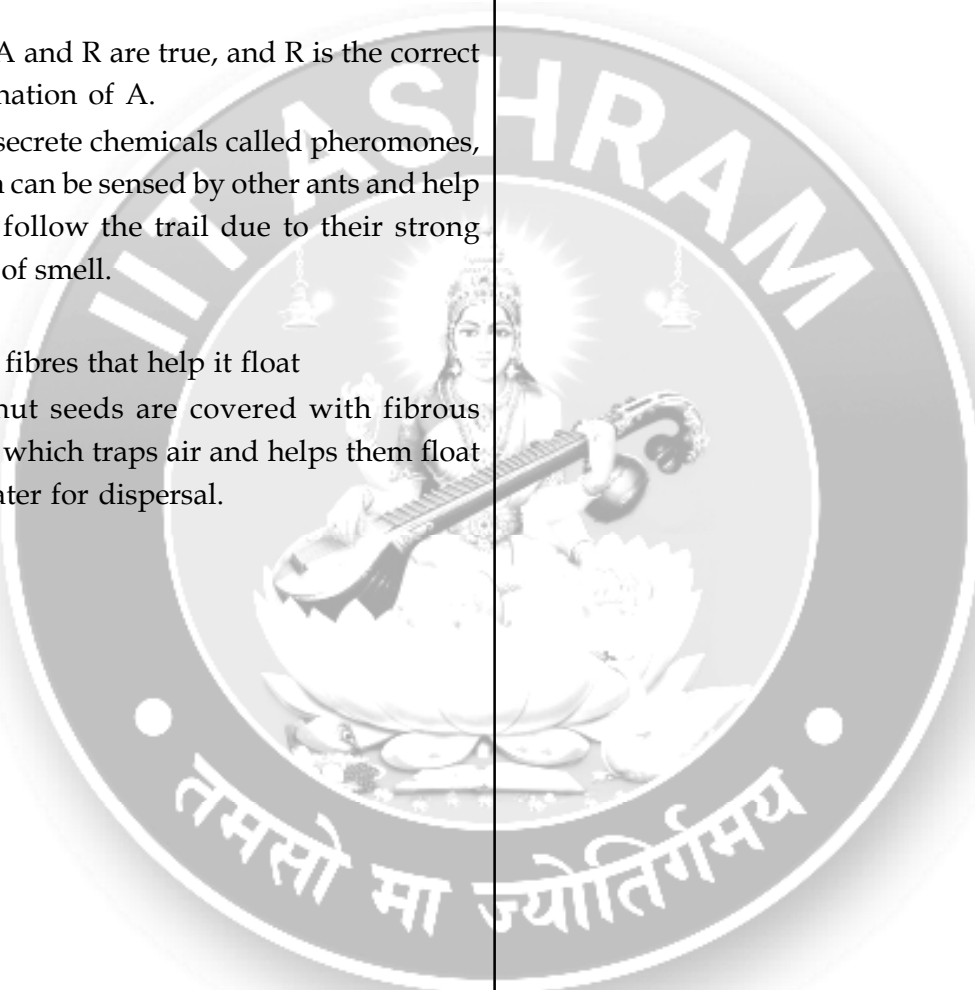 A and R are true, and R is the correct
nation of A.
secrete chemicals called pheromones,
n can be sensed by other ants and help
follow the trail due to their strong
of smell.
fibres that help it float
nut seeds are covered with fibrous
which traps air and helps them float
ater for dispersal.
IIT ASHRAM
तमसो मा ज्योतिर्गमय